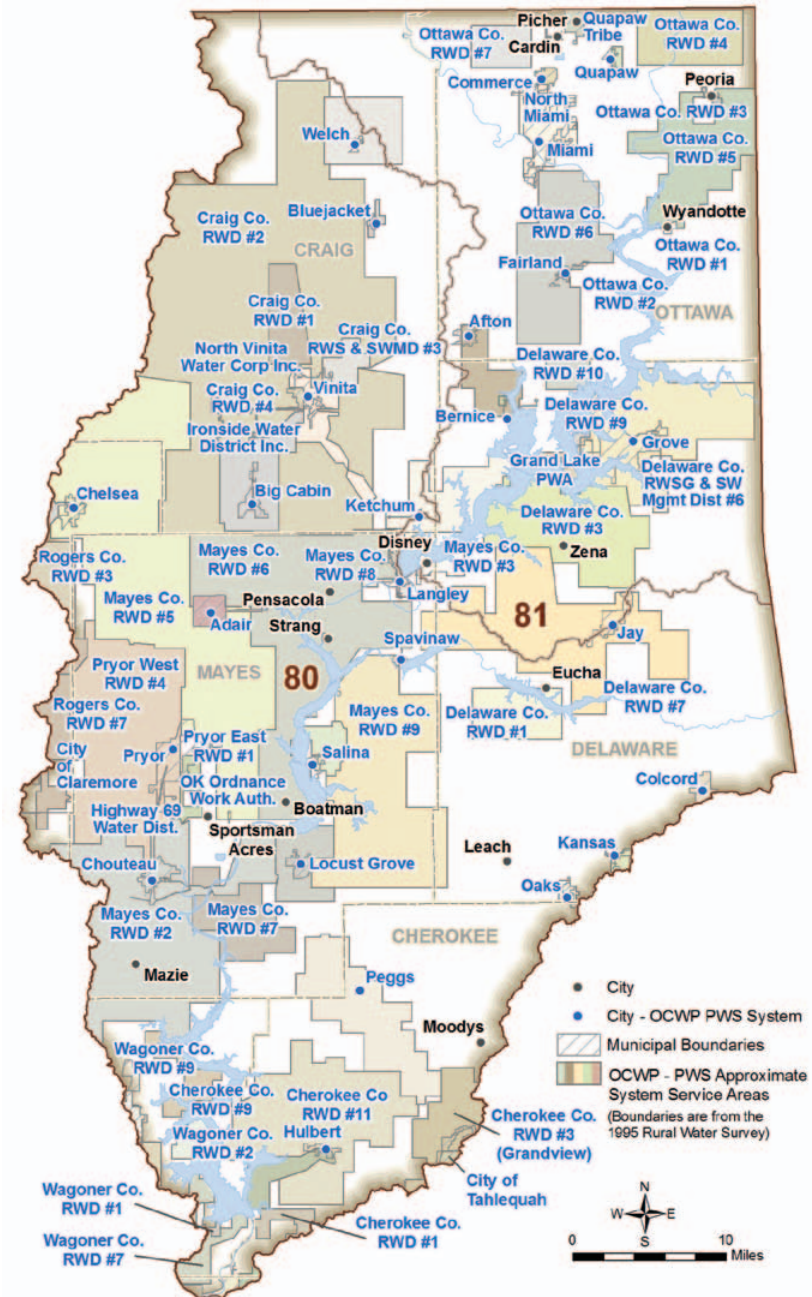 Picher
Cardin
Quapaw
Tribe
Ottawa Co.
RWD #7
Ottawa Co.
RWD #4
Quapaw
Commerce
Peoria
North
Miami
Ottawa Co. RWD #3
Ottawa Co.
RWD #5
Miami
Welch
Bluejacket
Craig Co.
RWD #2
CRAIG
Ottawa Co.
RWD #6
Wyandotte
Ottawa Co.
RWD #1
Fairland
Ottawa Co.
RWD #2
OTTAWA
Craig Co.
RWD #1
Craig Co.
RWS & SWMD #3
Afton
North Vinita
Water Corp Inc.
Vinita
Craig Co.
RWD #4
Ironside Water
District Inc.
Delaware Co.
RWD #10
Delaware Co.
RWD #9
Bernice
Grove
Grand Lake
PWA
Delaware Co.
RWSG & SW
Mgmt Dist #6
Chelsea
Big Cabin
Ketchum
Delaware Co.
RWD #3
Zena
Disney
Rogers Co.
RWD #3
Mayes Co.
RWD #6
Mayes Co.
RWD #8
Mayes Co.
RWD #3
Langley
Mayes Co.
RWD #5
Pensacola
Adair
Strang
81
Jay
Spavinaw
Pryor West
RWD #4
MAYES
80
Eucha
Rogers Co.
RWD #7
Mayes Co.
RWD #9
Delaware Co.
RWD #1
Delaware Co.
RWD #7
DELAWARE
City
of
Claremore
Pryor
Pryor East
RWD #1
Salina
OK Ordnance
Work Auth.
Boatman
Colcord
Highway 69
Water Dist.
Sportsman
Acres
Leach
Kansas
Chouteau
Locust Grove
Oaks
Mayes Co.
RWD #2
Mayes Co.
RWD #7
CHEROKEE
Mazie
Peggs
Moodys
Wagoner Co.
RWD #9
Cherokee Co.
RWD #9
Cherokee Co
RWD #11
Wagoner Co.
RWD #2
Hulbert
Cherokee Co.
RWD #3
(Grandview)
City of
Tahlequah
Wagoner Co.
RWD #1
Wagoner Co.
RWD #7
Cherokee Co.
RWD #1
City
City - OCWP PWS System
Municipal Boundaries
OCWP - PWS Approximate
System Service Areas
(Boundaries are from the
1995 Rural Water Survey)
N
W E
S
0 10
Miles